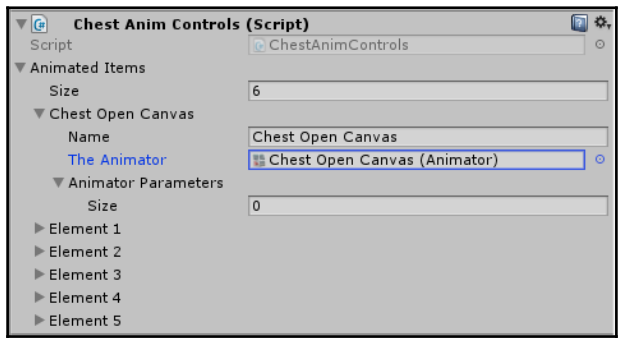 Chest Anim Controls (Script)
Script ChestAnimControls
Animated Items
Size 6
Chest Open Canvas
Name Chest Open Canvas
The Animator Chest Open Canvas (Animator)
Animator Parameters
Size 0
Element 1
Element 2
Element 3
Element 4
Element 5